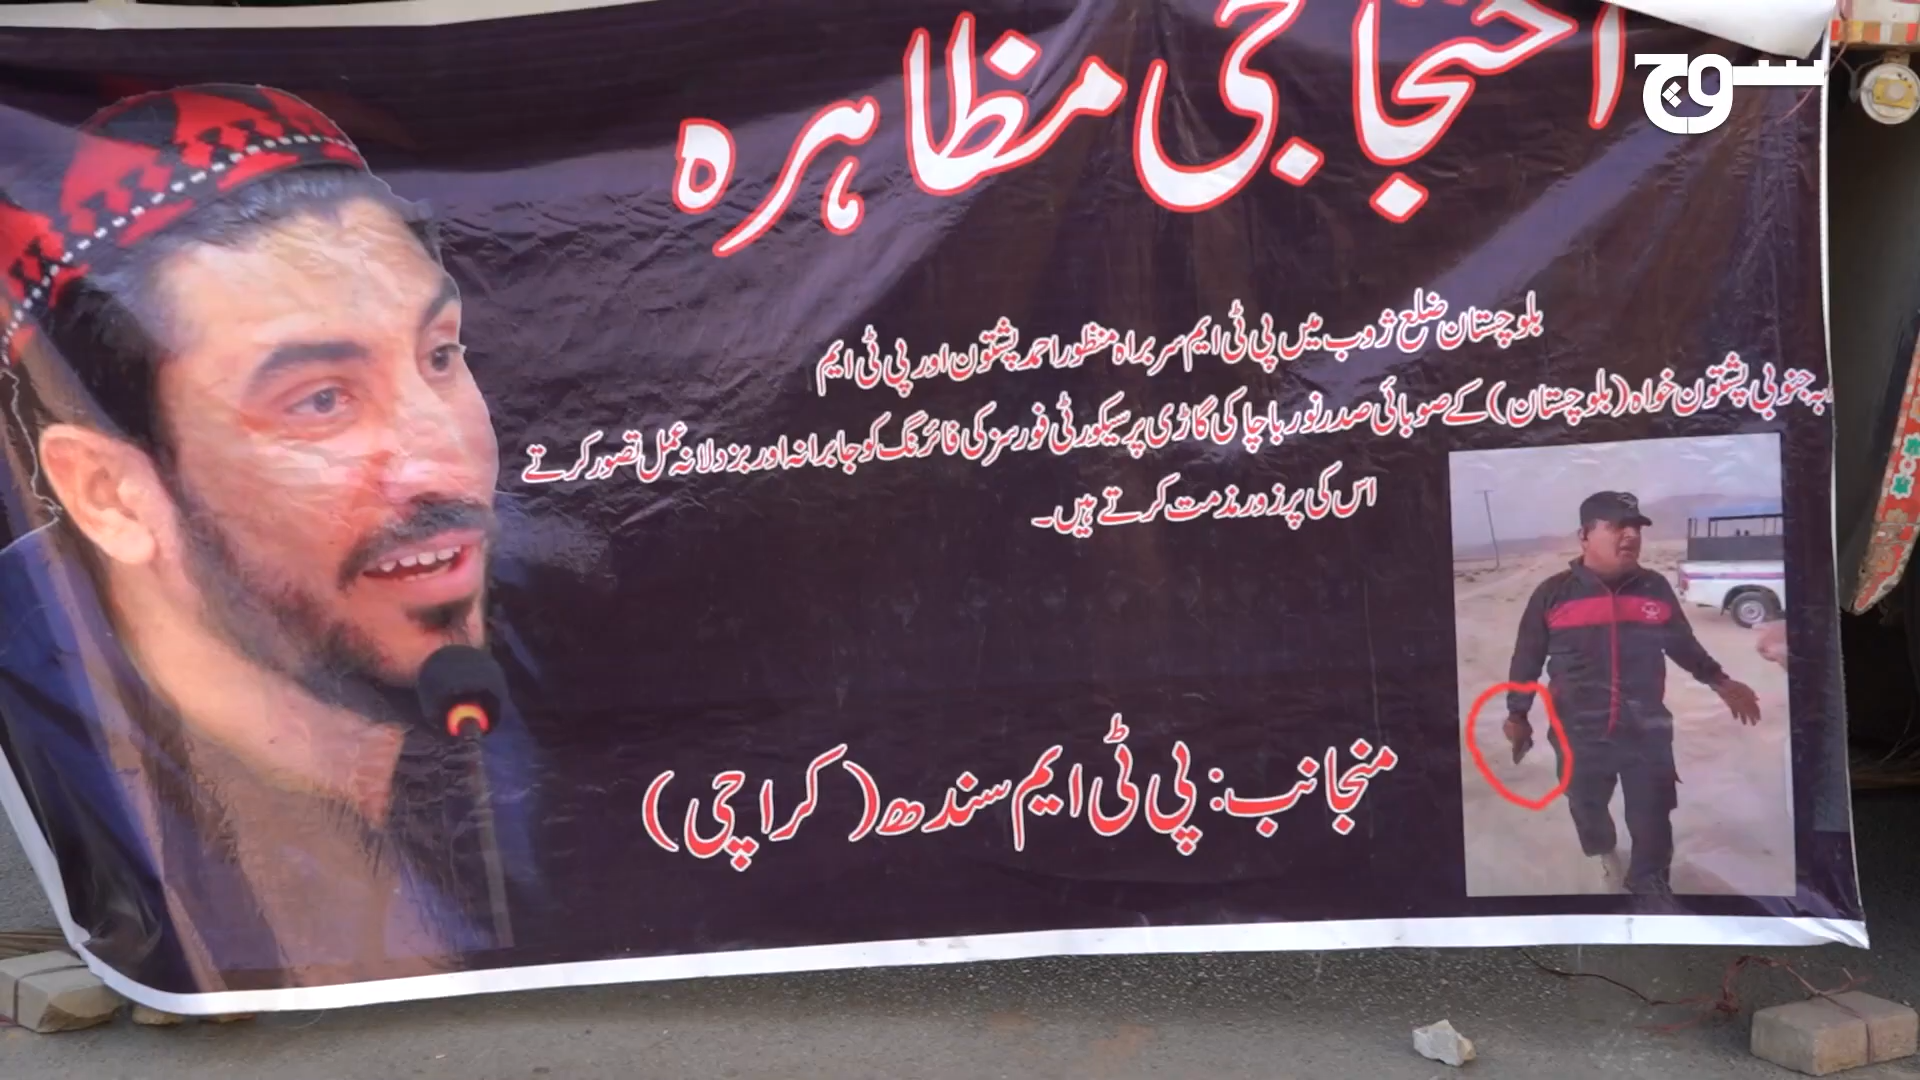 احتجاجی مظاہرہ
سوچ
بلوچستان ضلع ژوب میں پی ٹی ایم سربراہ منظور احمد پشتون اور پی ٹی ایم
جنوبی پشتون خواہ (بلوچستان) کے صوبائی صدر نور باچا کی گاڑی پر سیکورٹی فورسز کی فائرنگ کو جابرانہ اور بزدلانہ عمل تصور کرتے
اس کی پرزور مذمت کرتے ہیں۔
منجانب: پی ٹی ایم سندھ (کراچی)